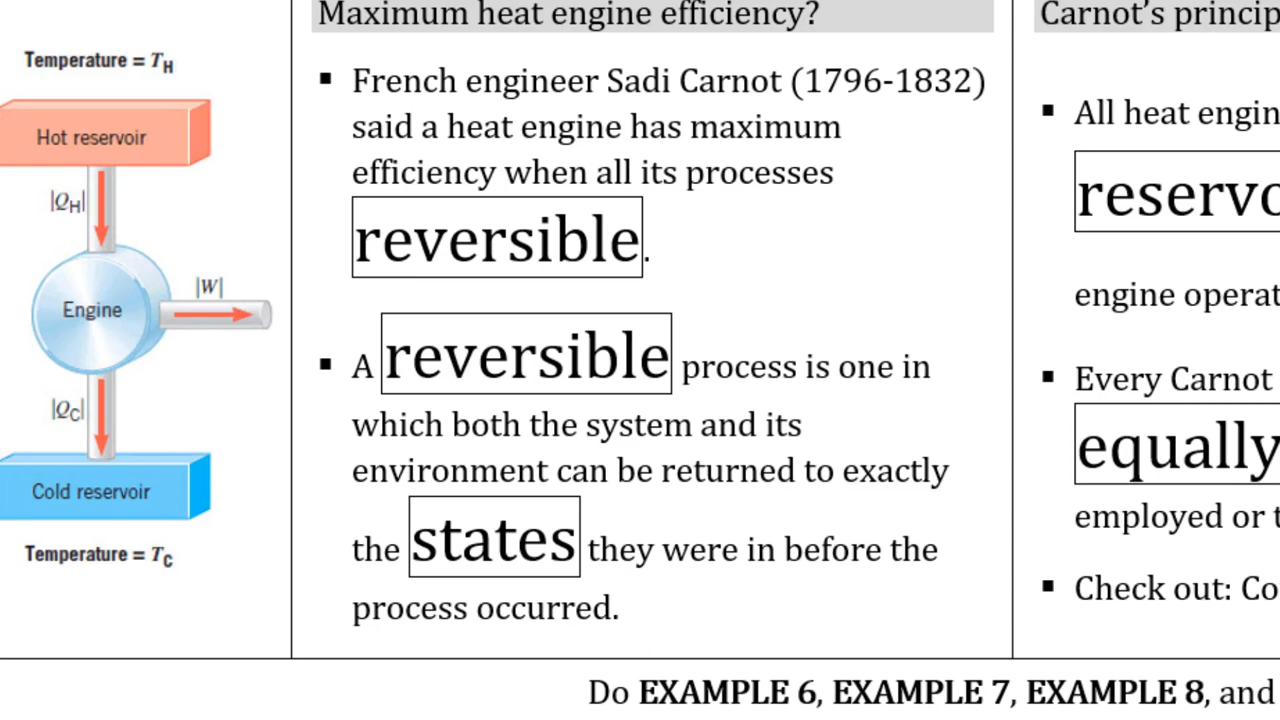 Temperature = TH
Hot reservoir
|QH|
Engine
|W|
|QC|
Cold reservoir
Temperature = TC
Maximum heat engine efficiency?
▪ French engineer Sadi Carnot (1796-1832)
said a heat engine has maximum
efficiency when all its processes
reversible.
▪ A reversible process is one in
which both the system and its
environment can be returned to exactly
the states they were in before the
process occurred.
Carnot's princip
▪ All heat engin
reservo
engine operat
▪ Every Carnot
equally
employed or t
▪ Check out: Co
Do EXAMPLE 6, EXAMPLE 7, EXAMPLE 8, and